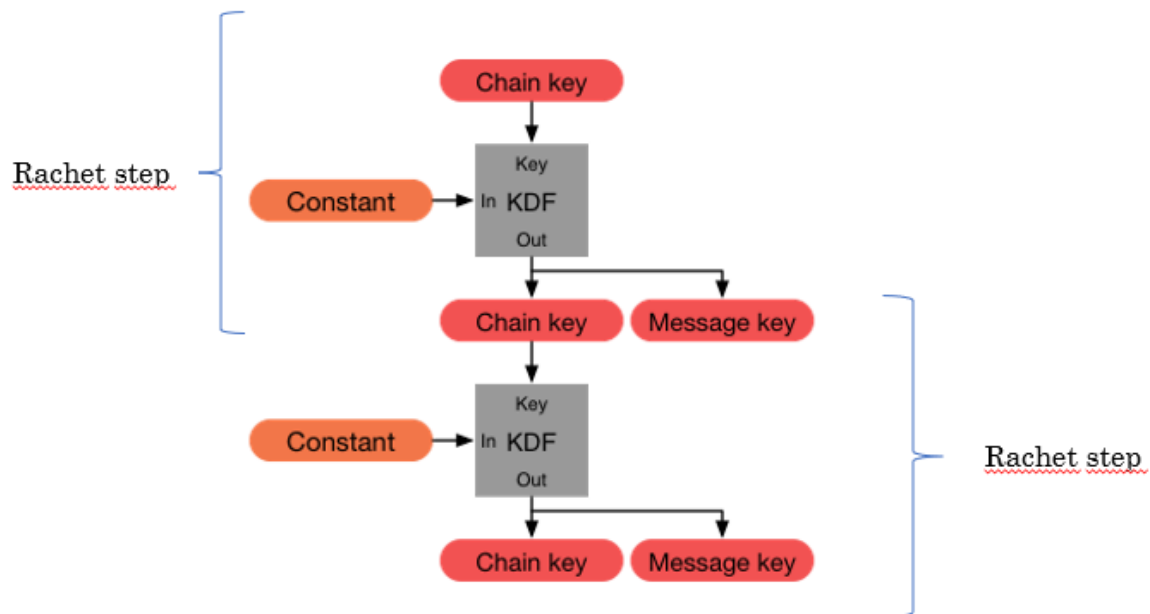 Chain key
Key
Rachet step
Constant
In KDF
Out
Chain key
Message key
Key
Constant
In KDF
Rachet step
Out
Chain key
Message key